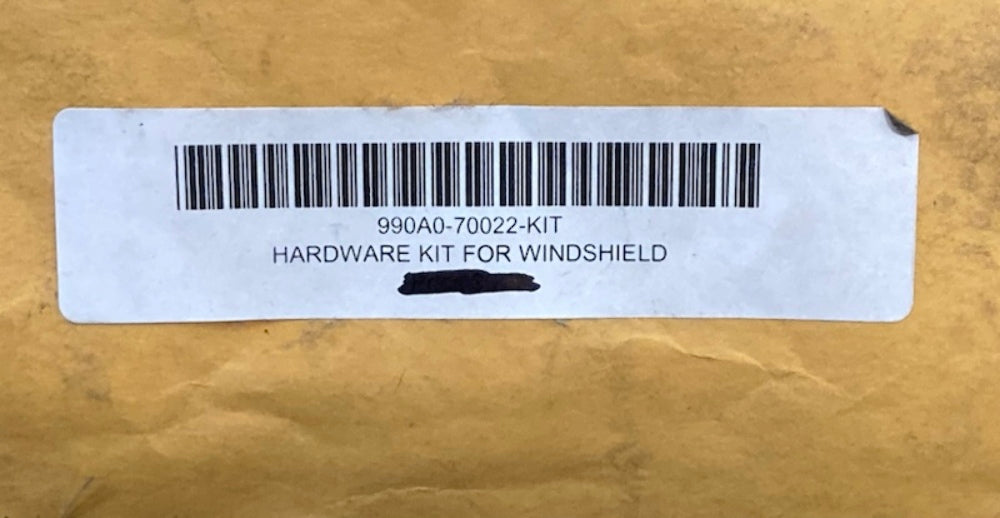 990A0-70022-KIT
HARDWARE KIT FOR WINDSHIELD